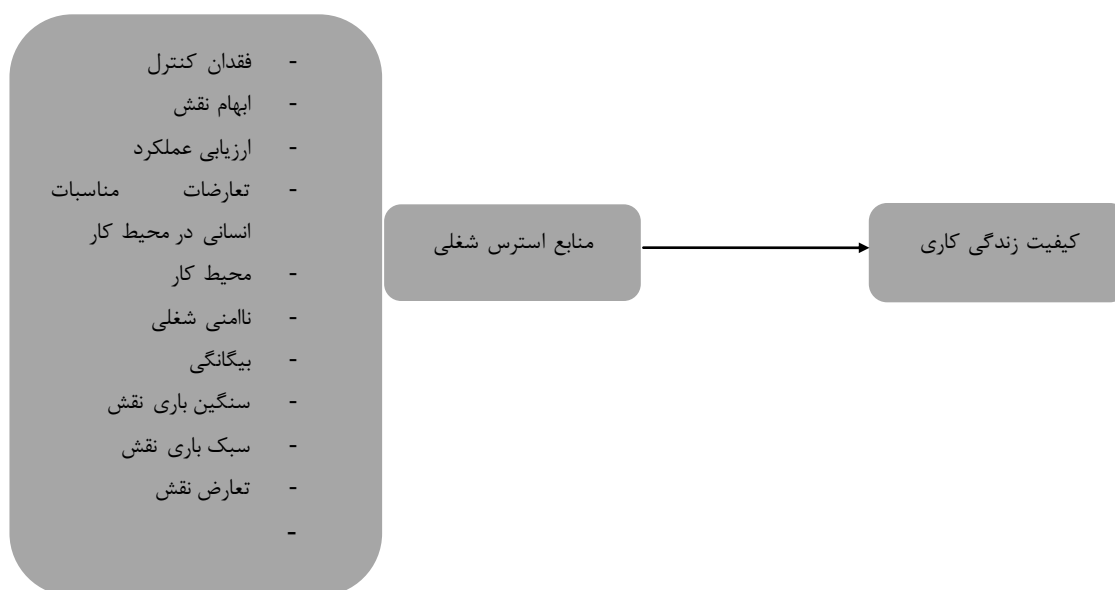 - فقدان کنترل
- ابهام نقش
- ارزیابی عملکرد
- تعارضات مناسبات
انسانی در محیط کار
- محیط کار
- ناامنی شغلی
- بیگانگی
- سنگین باری نقش
- سبک باری نقش
- تعارض نقش
-
منابع استرس شغلی
کیفیت زندگی کاری